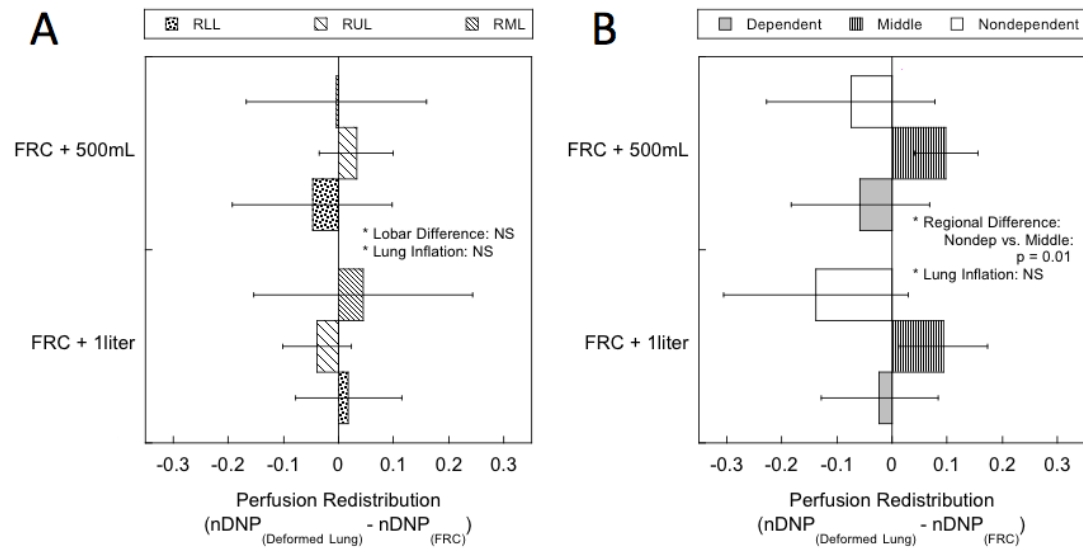 A
RLL RUL RML
FRC + 500mL
* Lobar Difference: NS
* Lung Inflation: NS
FRC + 1liter
-0.3 -0.2 -0.1 0 0.1 0.2 0.3
Perfusion Redistribution
(nDNP(Deformed Lung) - nDNP(FRC))
B
Dependent Middle Nondependent
FRC + 500mL
* Regional Difference:
Nondep vs. Middle:
p = 0.01
* Lung Inflation: NS
FRC + 1liter
-0.3 -0.2 -0.1 0 0.1 0.2 0.3
Perfusion Redistribution
(nDNP(Deformed Lung) - nDNP(FRC))